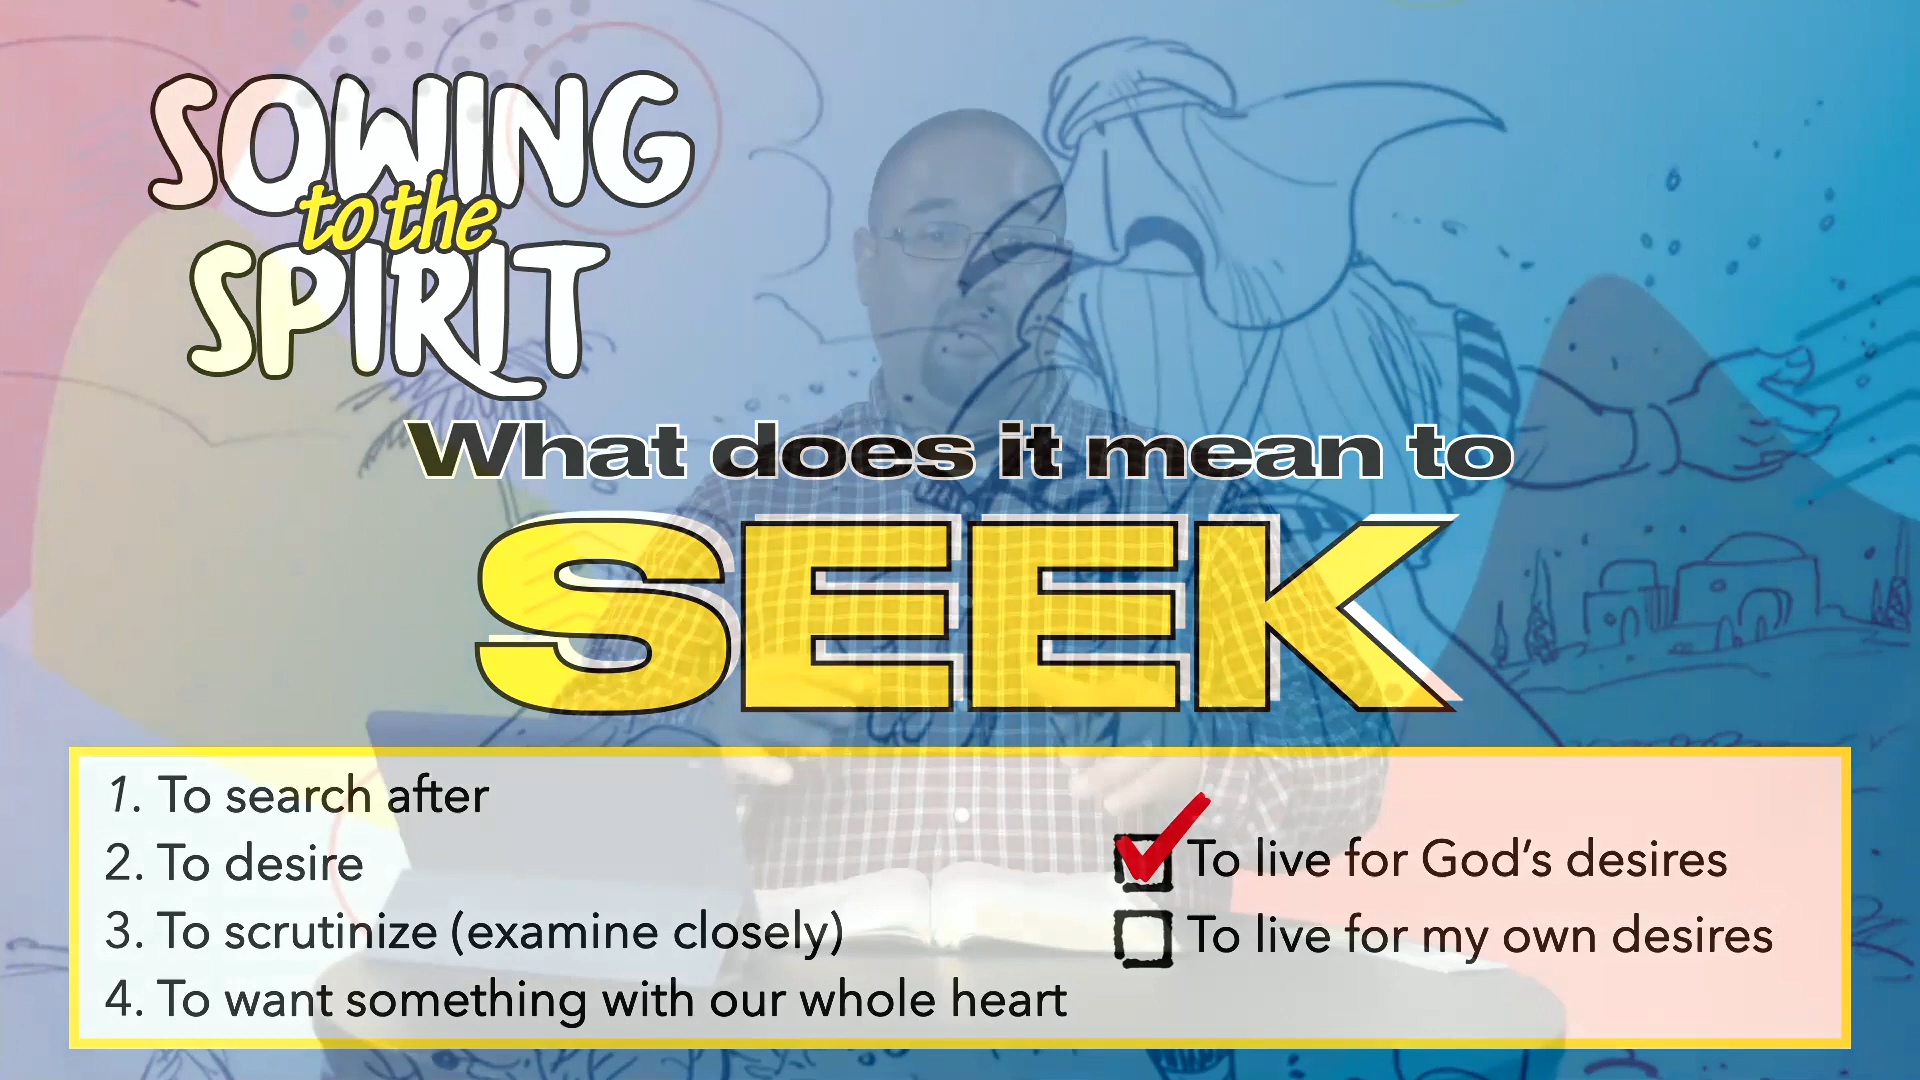 SOWING
to the
SPIRIT
What does it mean to
SEEK
1. To search after
2. To desire
3. To scrutinize (examine closely)
4. To want something with our whole heart
To live for God's desires
To live for my own desires